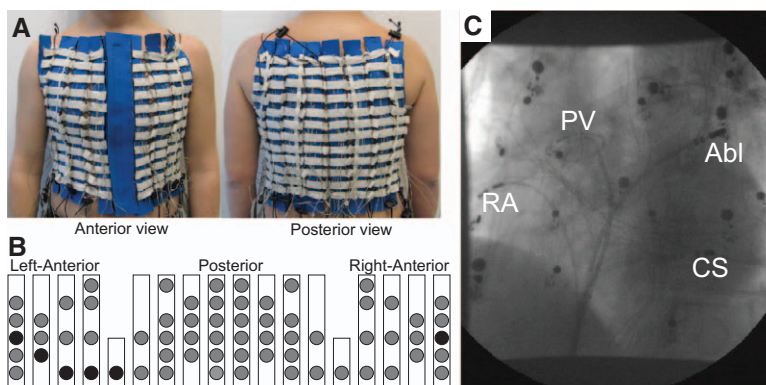 A
Anterior view
Posterior view
B
Left-Anterior
Posterior
Right-Anterior
C
PV
Abl
RA
CS